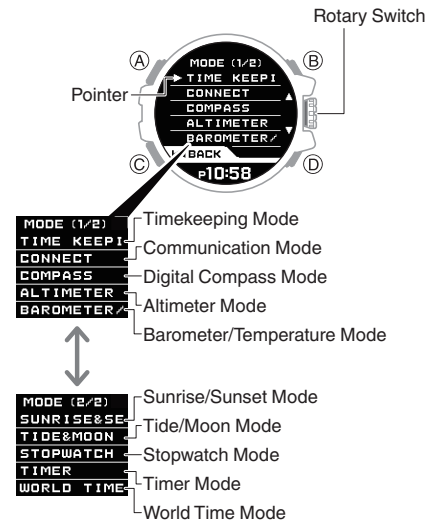 Rotary Switch
A
B
MODE (1/2)
TIME KEEPI
Pointer
CONNECT
COMPASS
ALTIMETER
BAROMETER/
BACK
C
D
P10:58
MODE (1/2)
TIME KEEPI
Timekeeping Mode
CONNECT
Communication Mode
COMPASS
Digital Compass Mode
ALTIMETER
Altimeter Mode
BAROMETER/
Barometer/Temperature Mode
MODE (2/2)
SUNRISE&SE
Sunrise/Sunset Mode
TIDE&MOON
Tide/Moon Mode
STOPWATCH
Stopwatch Mode
TIMER
Timer Mode
WORLD TIME
World Time Mode